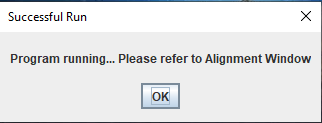 Successful Run
Program running... Please refer to Alignment Window
OK